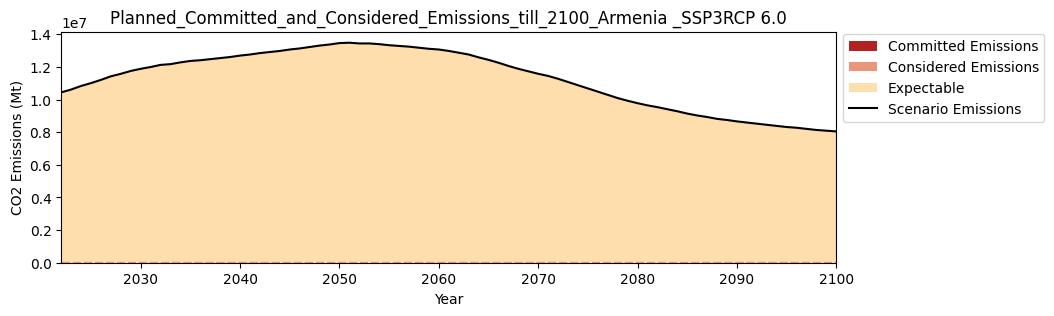 Planned_Committed_and_Considered_Emissions_till_2100_Armenia _SSP3RCP 6.0
1e7
1.4
1.2
1.0
0.8
0.6
0.4
0.2
0.0
CO2 Emissions (Mt)
2030 2040 2050 2060 2070 2080 2090 2100
Year
Committed Emissions
Considered Emissions
Expectable
Scenario Emissions